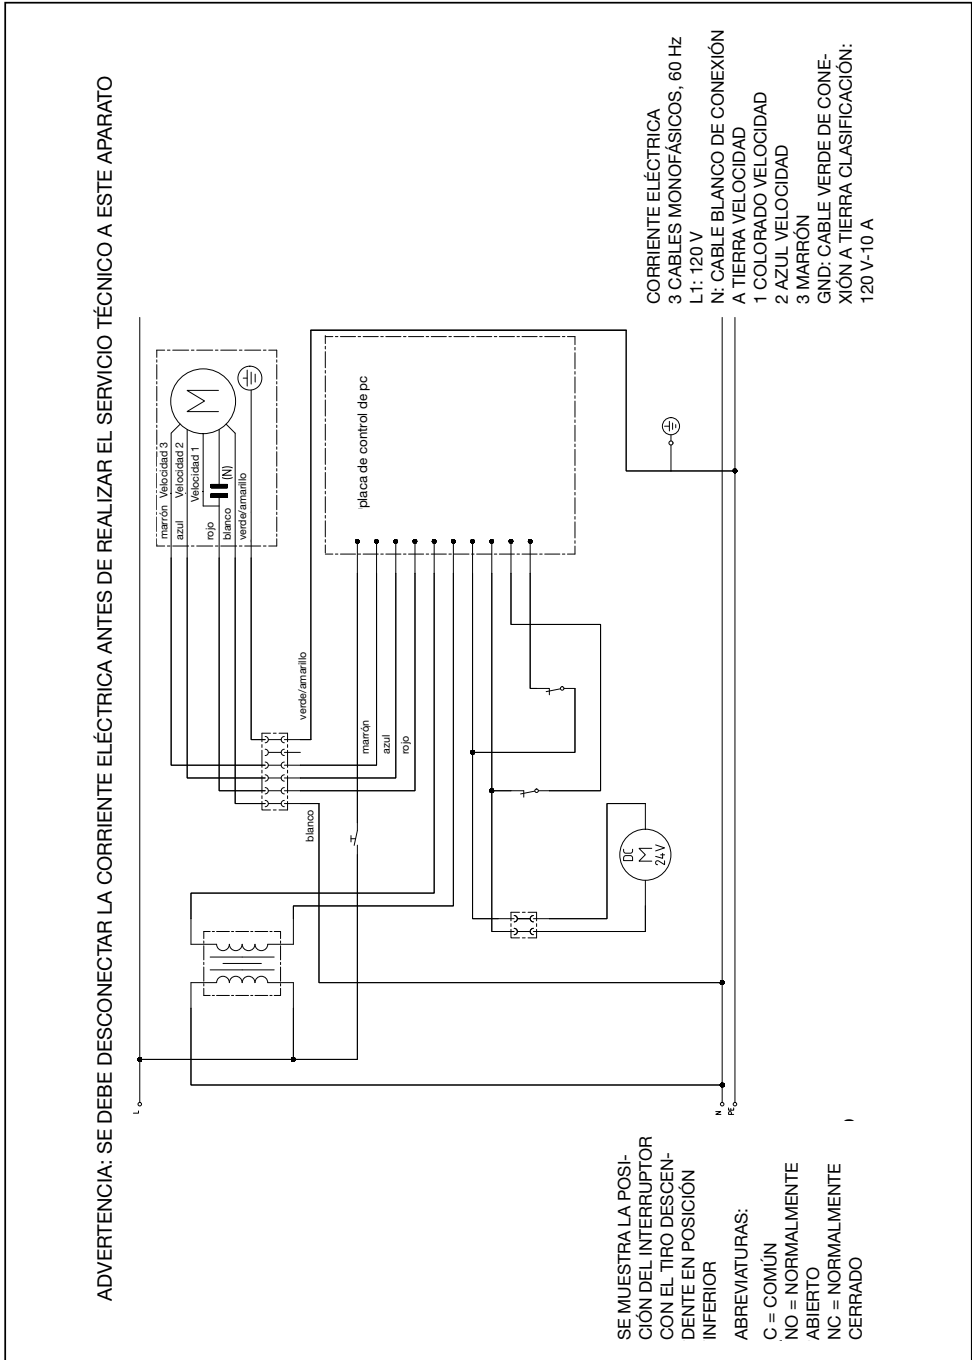 ADVERTENCIA: SE DEBE DESCONECTAR LA CORRIENTE ELÉCTRICA ANTES DE REALIZAR EL SERVICIO TÉCNICO A ESTE APARATO
L
marrón Velocidad 3
azul Velocidad 2
Velocidad 1
rojo
(N)
blanco
verde/amarillo
M
verde/amarillo
blanco
marrón
azul
rojo
placa de control de pc
DC
M
24V
N
PE
SE MUESTRA LA POSI-
CIÓN DEL INTERRUPTOR
CON EL TIRO DESCEN-
DENTE EN POSICIÓN
INFERIOR
ABREVIATURAS:
C = COMÚN
NO = NORMALMENTE
ABIERTO
NC = NORMALMENTE
CERRADO
CORRIENTE ELÉCTRICA
3 CABLES MONOFÁSICOS, 60 Hz
L1: 120 V
N: CABLE BLANCO DE CONEXIÓN
A TIERRA VELOCIDAD
1 COLORADO VELOCIDAD
2 AZUL VELOCIDAD
3 MARRÓN
GND: CABLE VERDE DE CONE-
XIÓN A TIERRA CLASIFICACIÓN:
120 V-10 A